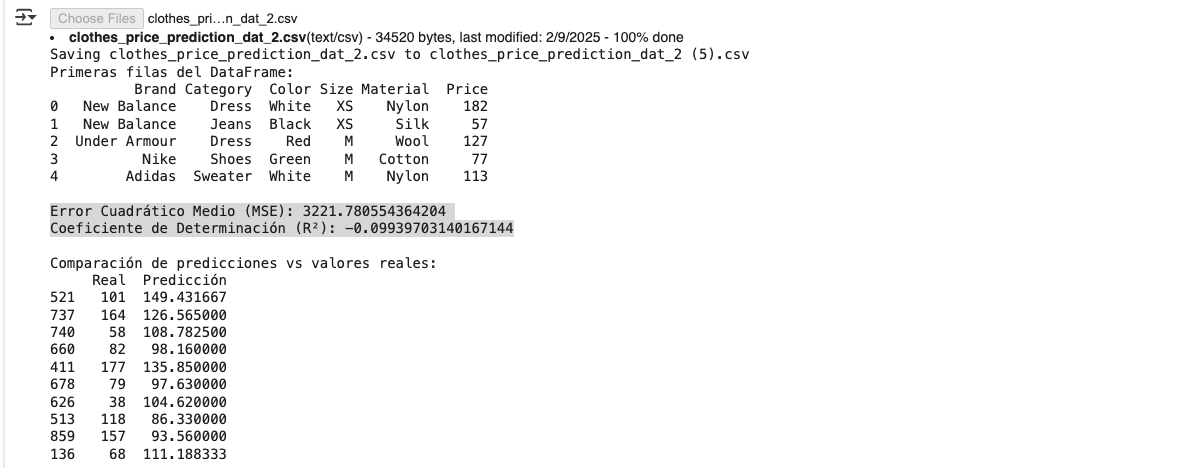 Choose Files clothes_pri…n_dat_2.csv
• clothes_price_prediction_dat_2.csv(text/csv) - 34520 bytes, last modified: 2/9/2025 - 100% done
Saving clothes_price_prediction_dat_2.csv to clothes_price_prediction_dat_2 (5).csv
Primeras filas del DataFrame:
Brand Category Color Size Material Price
0 New Balance Dress White XS Nylon 182
1 New Balance Jeans Black XS Silk 57
2 Under Armour Dress Red M Wool 127
3 Nike Shoes Green M Cotton 77
4 Adidas Sweater White M Nylon 113
Error Cuadrático Medio (MSE): 3221.780554364204
Coeficiente de Determinación (R²): -0.09939703140167144
Comparación de predicciones vs valores reales:
Real Predicción
521 101 149.431667
737 164 126.565000
740 58 108.782500
660 82 98.160000
411 177 135.850000
678 79 97.630000
626 38 104.620000
513 118 86.330000
859 157 93.560000
136 68 111.188333